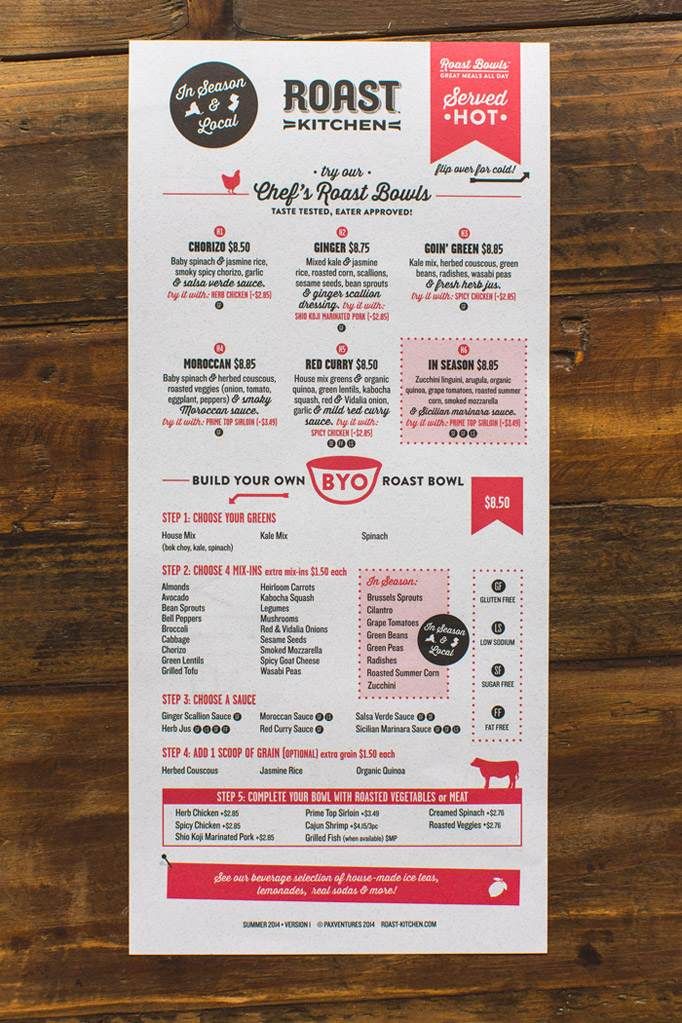 In Season
&
Local
ROAST
KITCHEN
Roast Bowls
GREAT MEALS ALL DAY
Served
•HOT•
flip over for cold!
• try our •
Chef's Roast Bowls
TASTE TESTED, EATER APPROVED!
H1
CHORIZO $8.50
Baby spinach & jasmine rice,
smoky spicy chorizo, garlic
& salsa verde sauce.
try it with: HERB CHICKEN (+$2.85)
H2
GINGER $8.75
Mixed kale & jasmine
rice, roasted corn, scallions,
sesame seeds, bean sprouts
& ginger scallion
dressing. try it with:
SHIO KOJI MARINATED PORK (+$2.85)
H3
GOIN' GREEN $8.85
Kale mix, herbed couscous, green
beans, radishes, wasabi peas
& fresh herb jus.
try it with: SPICY CHICKEN (+$2.85)
H4
MOROCCAN $8.85
Baby spinach & herbed couscous,
roasted veggies (onion, tomato,
eggplant, peppers) & smoky
Moroccan sauce.
try it with: PRIME TOP SIRLOIN (+$3.49)
H5
RED CURRY $8.50
House mix greens & organic
quinoa, green lentils, kabocha
squash, red & Vidalia onion,
garlic & mild red curry
sauce. try it with:
SPICY CHICKEN (+$2.85)
H6
IN SEASON $8.85
Zucchini linguini, arugula, organic
quinoa, grape tomatoes, roasted summer
corn, smoked mozzarella
& Sicilian marinara sauce.
try it with: PRIME TOP SIRLOIN (+$3.49)
BUILD YOUR OWN BYO ROAST BOWL
$8.50
STEP 1: CHOOSE YOUR GREENS
House Mix
(bok choy, kale, spinach)
Kale Mix
Spinach
STEP 2: CHOOSE 4 MIX-INS extra mix-ins $1.50 each
Almonds
Avocado
Bean Sprouts
Bell Peppers
Broccoli
Cabbage
Chorizo
Green Lentils
Grilled Tofu
Heirloom Carrots
Kabocha Squash
Legumes
Mushrooms
Red & Vidalia Onions
Sesame Seeds
Smoked Mozzarella
Spicy Goat Cheese
Wasabi Peas
In Season:
Brussels Sprouts
Cilantro
Grape Tomatoes
Green Beans
Green Peas
Radishes
Roasted Summer Corn
Zucchini
In Season
&
Local
GF
GLUTEN FREE
LS
LOW SODIUM
SF
SUGAR FREE
FF
FAT FREE
STEP 3: CHOOSE A SAUCE
Ginger Scallion Sauce
Moroccan Sauce
Salsa Verde Sauce
Herb Jus
Red Curry Sauce
Sicilian Marinara Sauce
STEP 4: ADD 1 SCOOP OF GRAIN (OPTIONAL) extra grain $1.50 each
Herbed Couscous
Jasmine Rice
Organic Quinoa
STEP 5: COMPLETE YOUR BOWL WITH ROASTED VEGETABLES or MEAT
Herb Chicken +$2.85
Spicy Chicken +$2.85
Shio Koji Marinated Pork +$2.85
Prime Top Sirloin +$3.49
Cajun Shrimp +$4.15/3pc
Grilled Fish (when available) $MP
Creamed Spinach +$2.76
Roasted Veggies +$2.76
See our beverage selection of house-made ice teas,
lemonades, real sodas & more!
SUMMER 2014 • VERSION 1 © PAXVENTURES 2014 ROAST-KITCHEN.COM